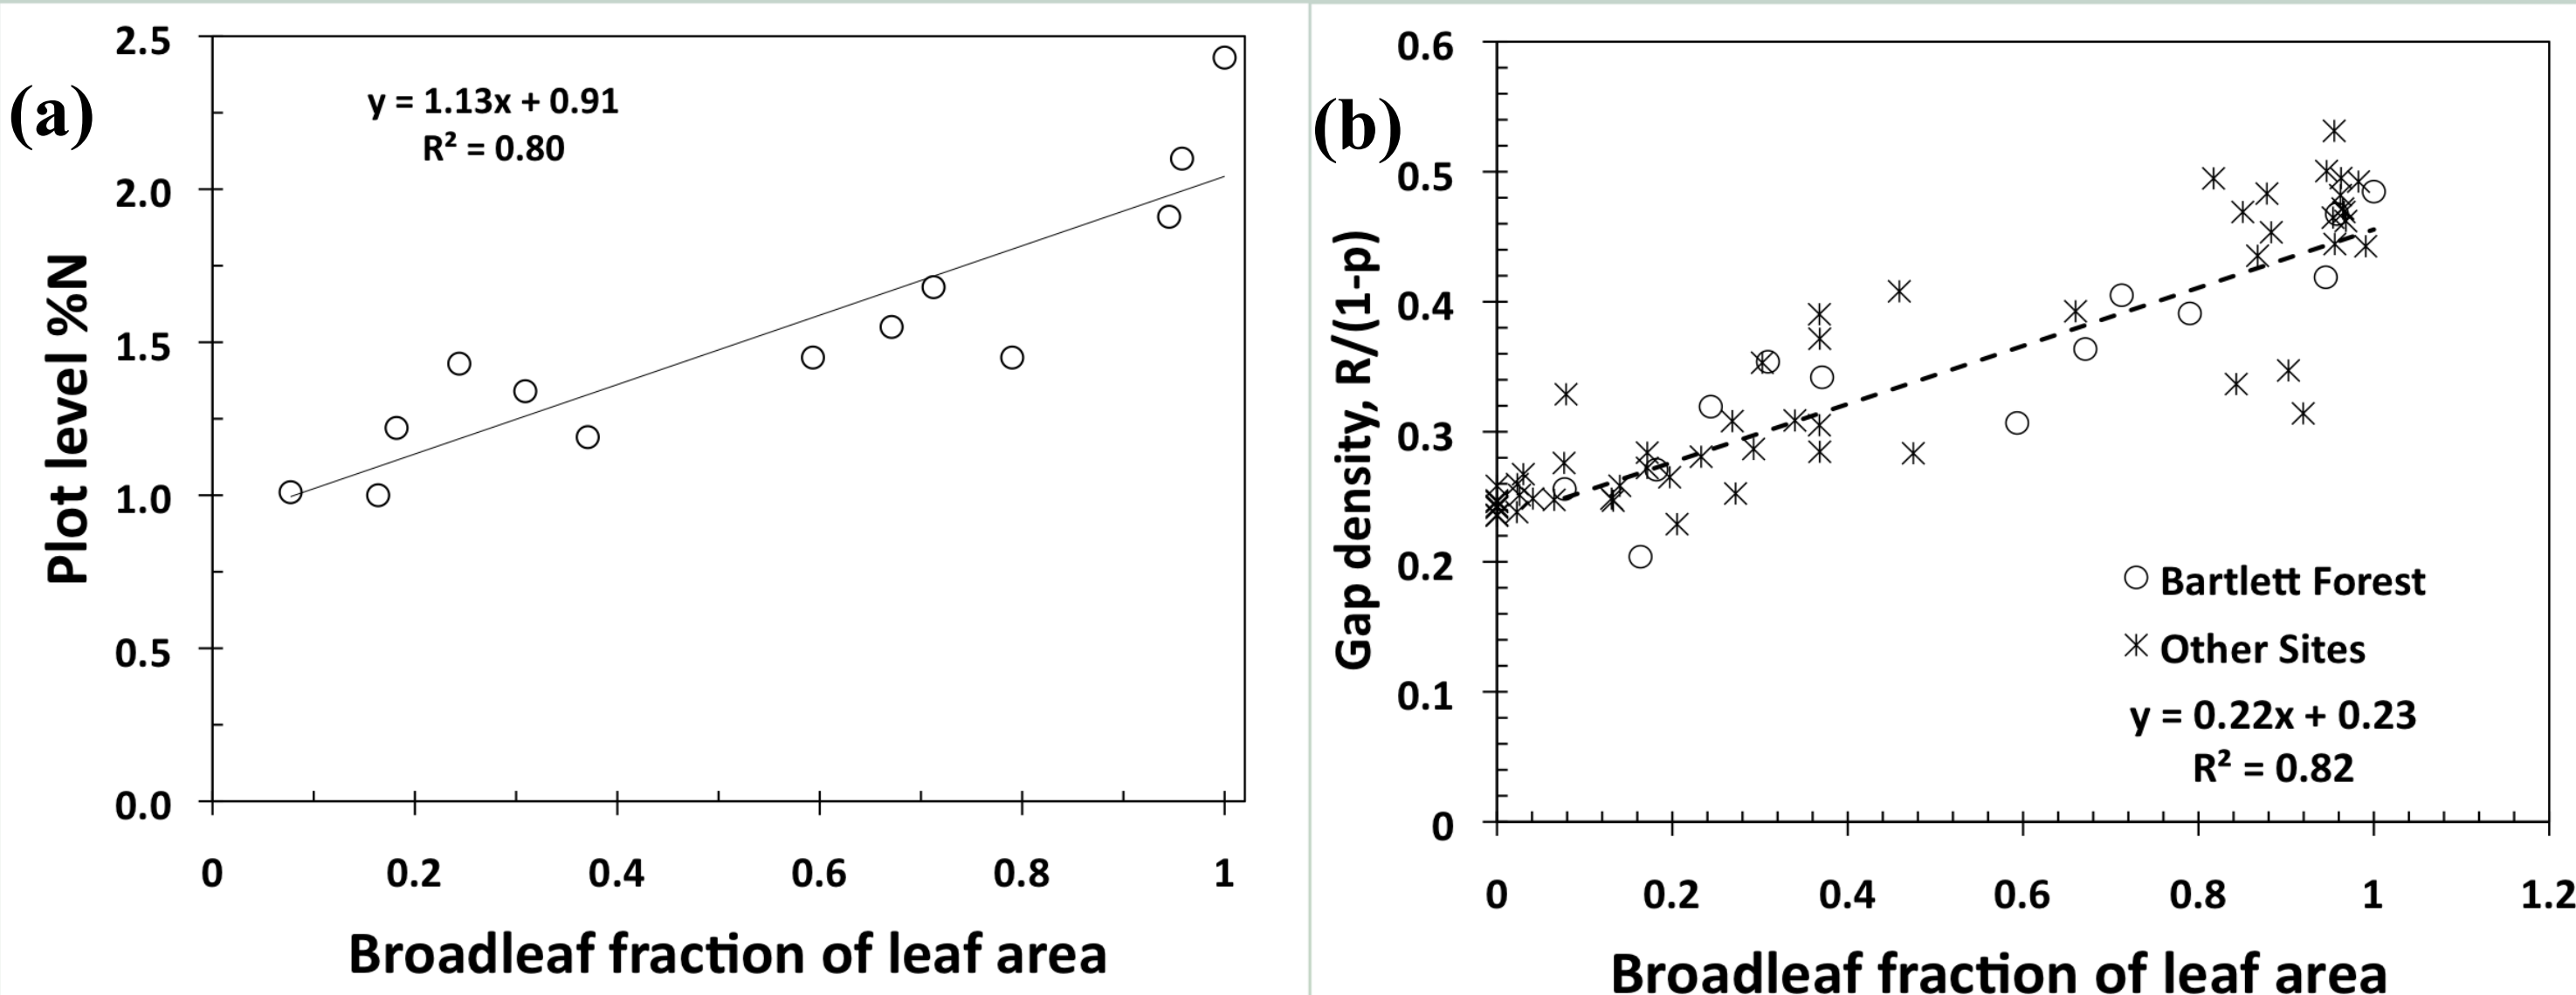 (a)
y = 1.13x + 0.91
R² = 0.80
Plot level %N
2.5
2.0
1.5
1.0
0.5
0.0
0 0.2 0.4 0.6 0.8 1
Broadleaf fraction of leaf area
(b)
Gap density, R/(1-p)
0.6
0.5
0.4
0.3
0.2
0.1
0
Bartlett Forest
Other Sites
y = 0.22x + 0.23
R² = 0.82
0 0.2 0.4 0.6 0.8 1 1.2
Broadleaf fraction of leaf area